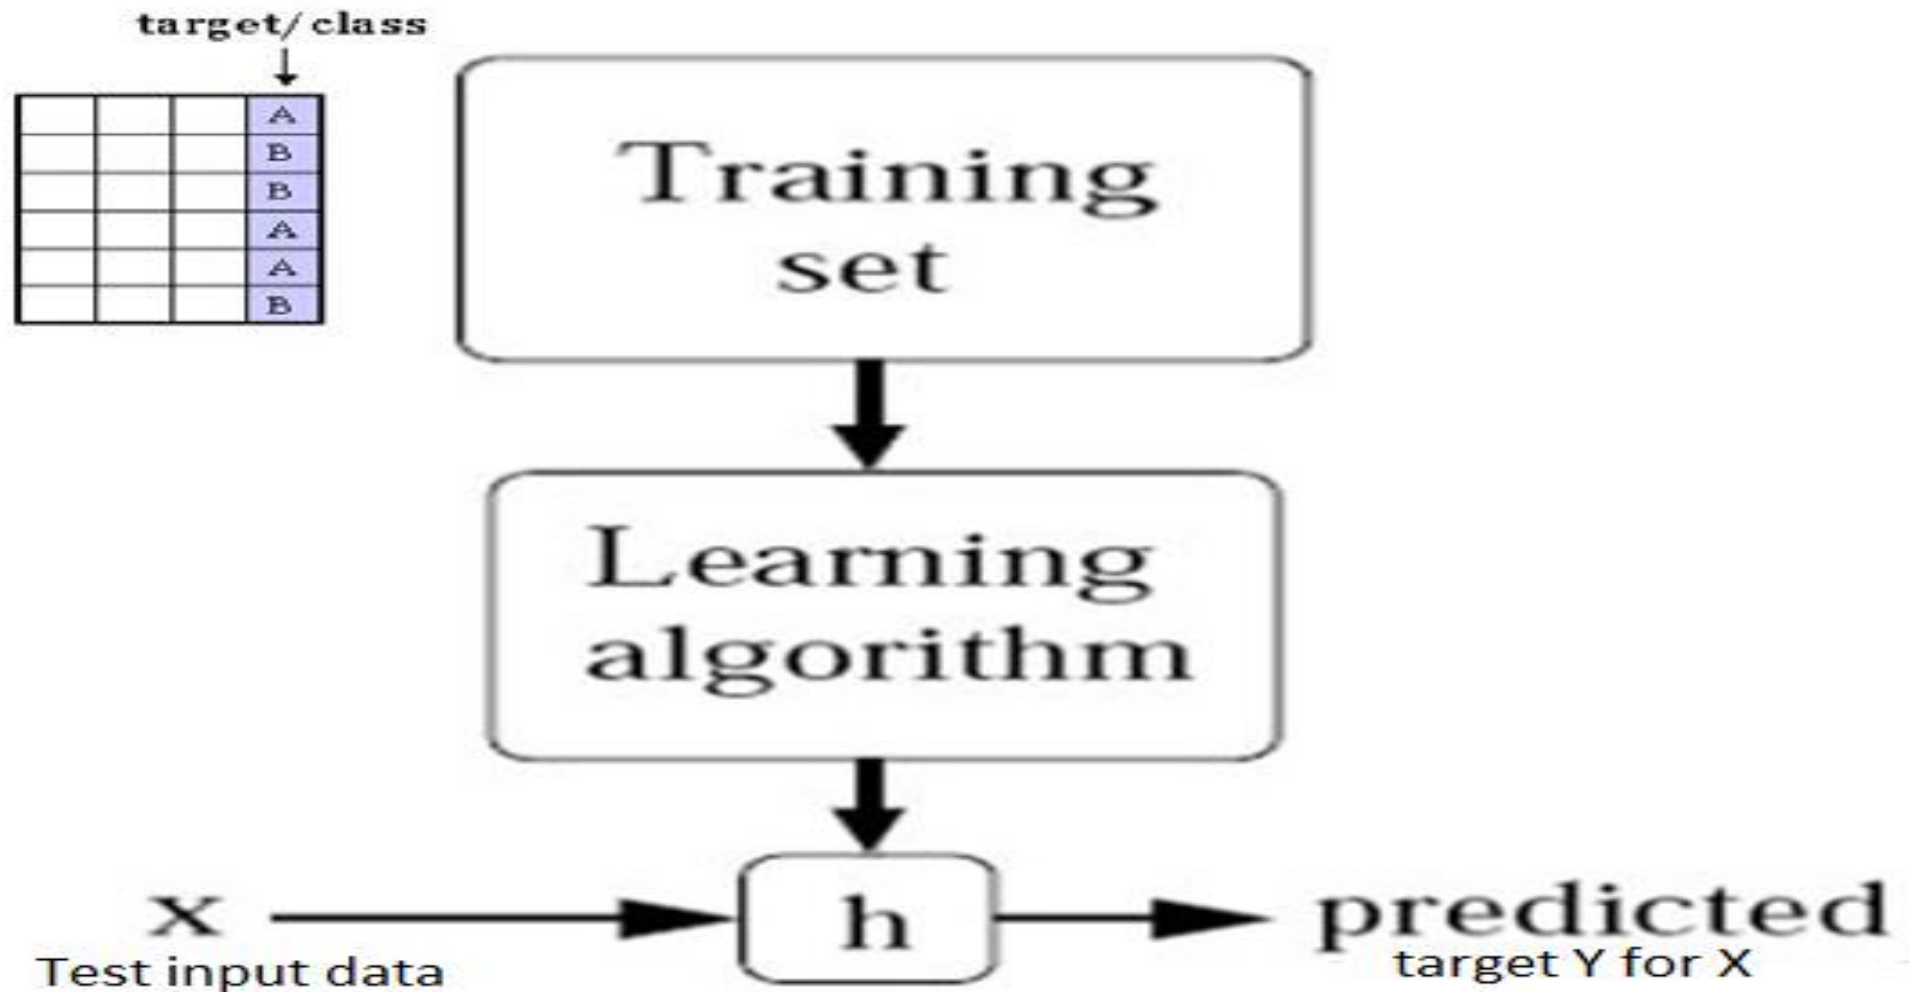 target/class
A
B
B
A
A
B
Training
set
Learning
algorithm
x
Test input data
h
predicted
target Y for X